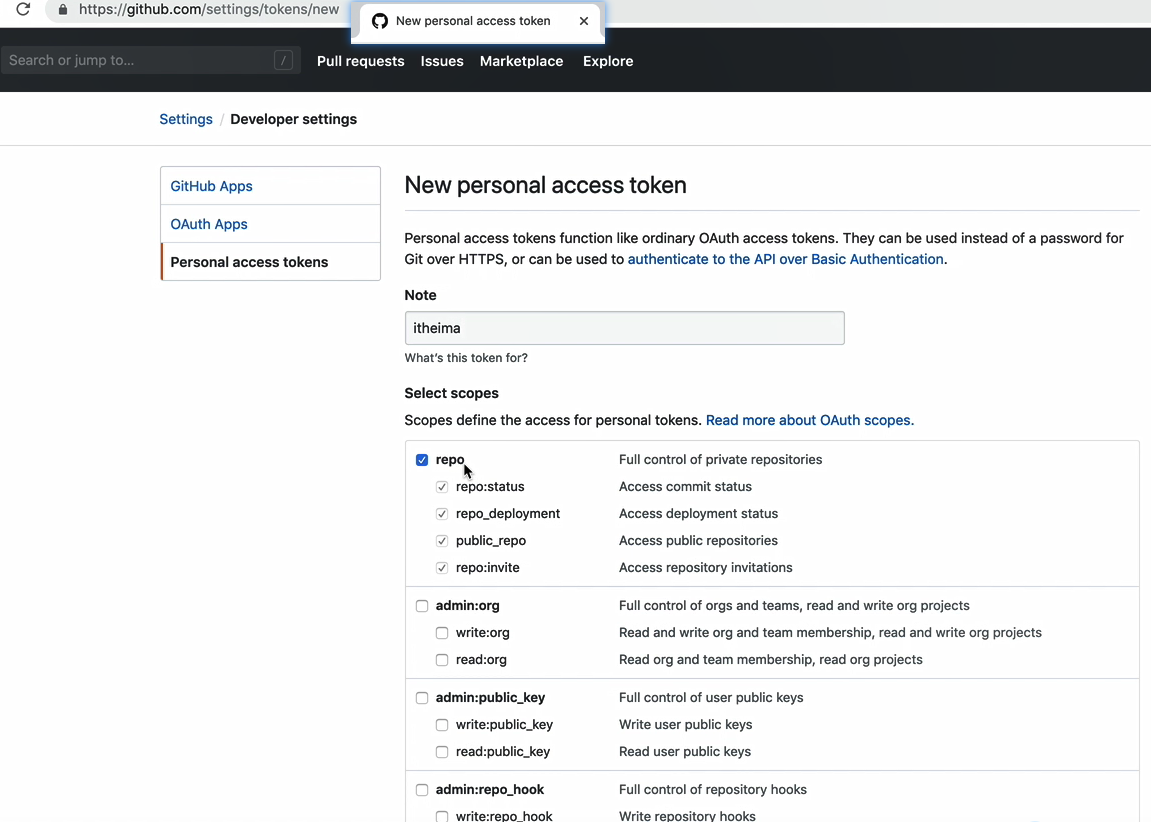 https://github.com/settings/tokens/new
New personal access token
Search or jump to... /
Pull requests Issues Marketplace Explore
Settings / Developer settings
GitHub Apps
OAuth Apps
Personal access tokens
New personal access token
Personal access tokens function like ordinary OAuth access tokens. They can be used instead of a password for
Git over HTTPS, or can be used to authenticate to the API over Basic Authentication.
Note
itheima
What's this token for?
Select scopes
Scopes define the access for personal tokens. Read more about OAuth scopes.
repo Full control of private repositories
repo:status Access commit status
repo_deployment Access deployment status
public_repo Access public repositories
repo:invite Access repository invitations
admin:org Full control of orgs and teams, read and write org projects
write:org Read and write org and team membership, read and write org projects
read:org Read org and team membership, read org projects
admin:public_key Full control of user public keys
write:public_key Write user public keys
read:public_key Read user public keys
admin:repo_hook Full control of repository hooks
write:repo_hook Write repository hooks